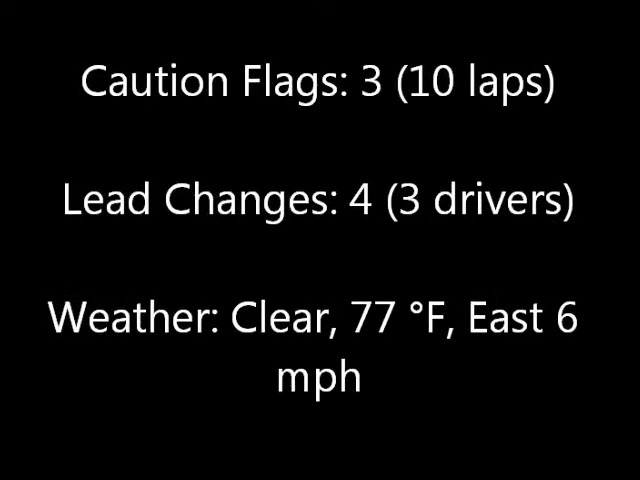 Caution Flags: 3 (10 laps)
Lead Changes: 4 (3 drivers)
Weather: Clear, 77 °F, East 6
mph